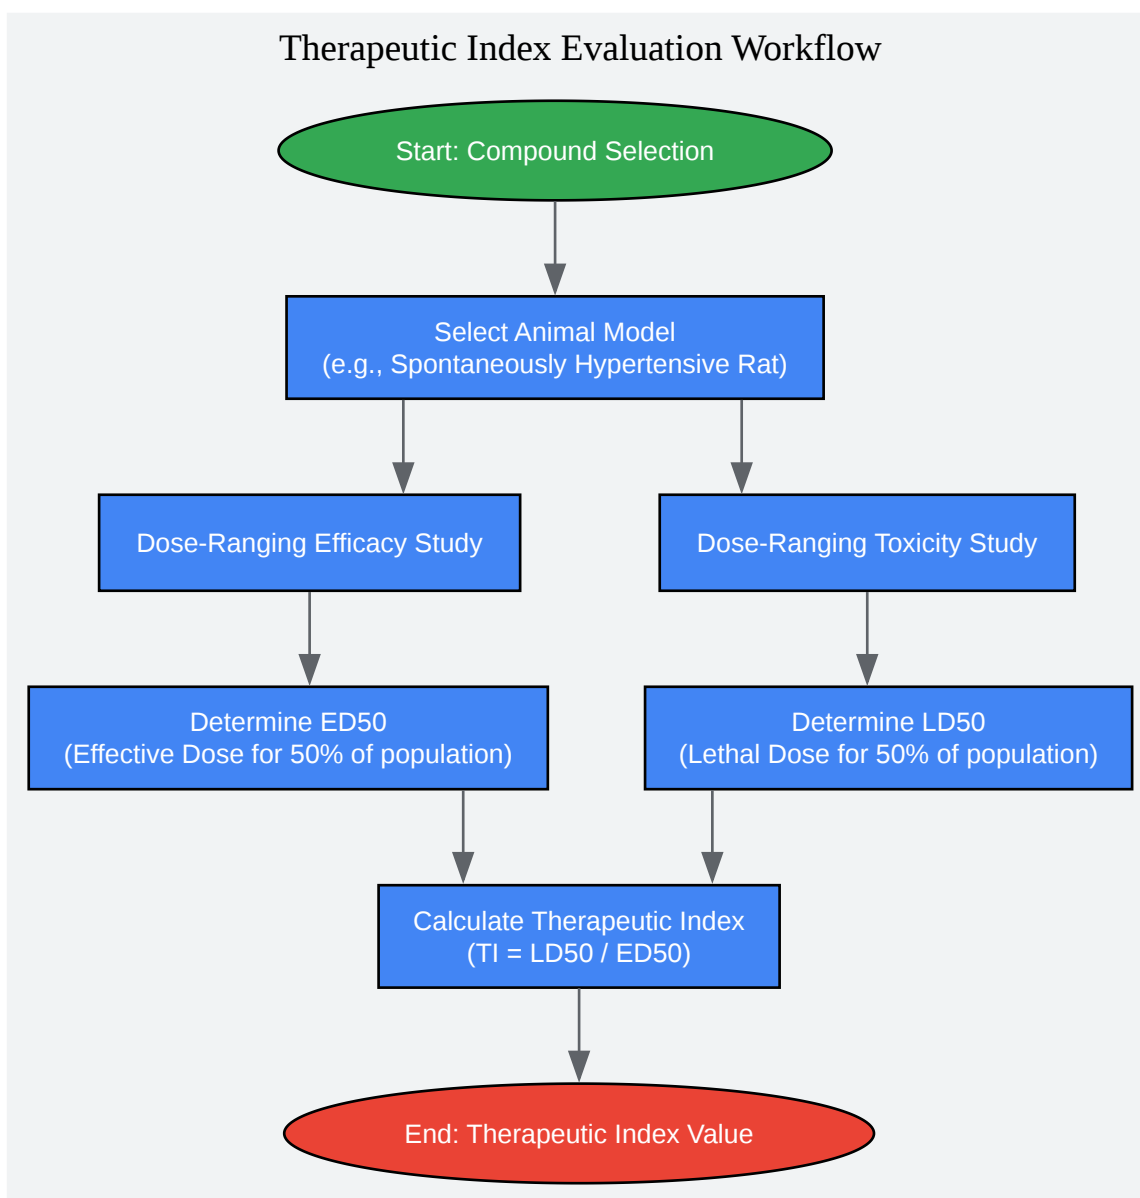 Therapeutic Index Evaluation Workflow
Start: Compound Selection
Select Animal Model
(e.g., Spontaneously Hypertensive Rat)
Dose-Ranging Efficacy Study
Dose-Ranging Toxicity Study
Determine ED50
(Effective Dose for 50% of population)
Determine LD50
(Lethal Dose for 50% of population)
Calculate Therapeutic Index
(TI = LD50 / ED50)
End: Therapeutic Index Value